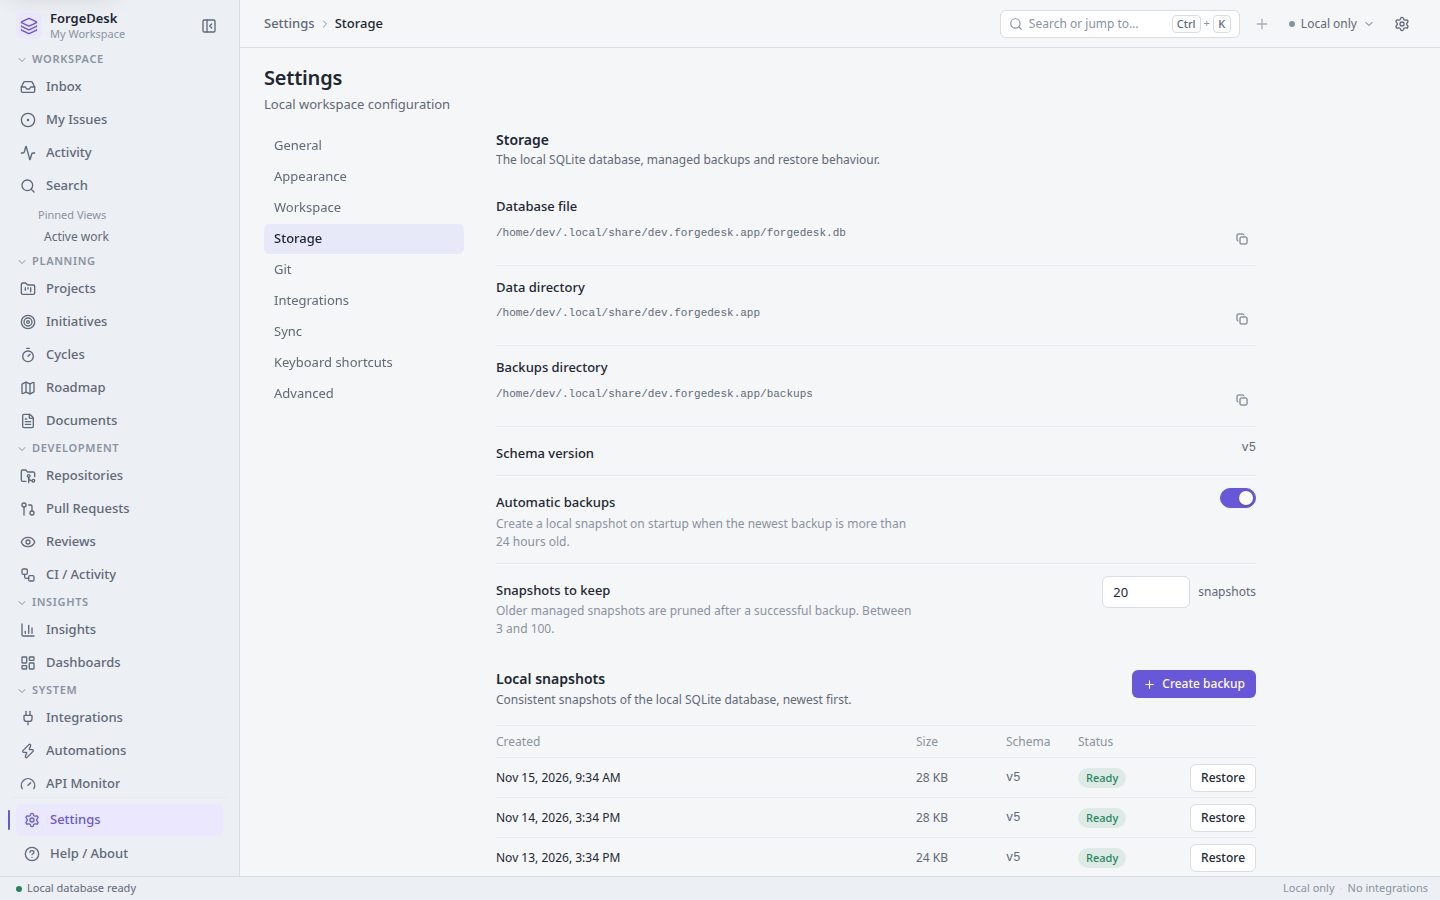 ForgeDesk
My Workspace
WORKSPACE
Inbox
My Issues
Activity
Search
Pinned Views
Active work
PLANNING
Projects
Initiatives
Cycles
Roadmap
Documents
DEVELOPMENT
Repositories
Pull Requests
Reviews
CI / Activity
INSIGHTS
Insights
Dashboards
SYSTEM
Integrations
Automations
API Monitor
Settings
Help / About
Settings > Storage
Search or jump to... Ctrl + K
Local only
Settings
Local workspace configuration
General
Appearance
Workspace
Storage
Git
Integrations
Sync
Keyboard shortcuts
Advanced
Storage
The local SQLite database, managed backups and restore behaviour.
Database file
/home/dev/.local/share/dev.forgedesk.app/forgedesk.db
Data directory
/home/dev/.local/share/dev.forgedesk.app
Backups directory
/home/dev/.local/share/dev.forgedesk.app/backups
Schema version v5
Automatic backups
Create a local snapshot on startup when the newest backup is more than
24 hours old.
Snapshots to keep 20 snapshots
Older managed snapshots are pruned after a successful backup. Between
3 and 100.
Local snapshots
Consistent snapshots of the local SQLite database, newest first.
+ Create backup
Created Size Schema Status
Nov 15, 2026, 9:34 AM 28 KB v5 Ready Restore
Nov 14, 2026, 3:34 PM 28 KB v5 Ready Restore
Nov 13, 2026, 3:34 PM 24 KB v5 Ready Restore
Local database ready
Local only · No integrations